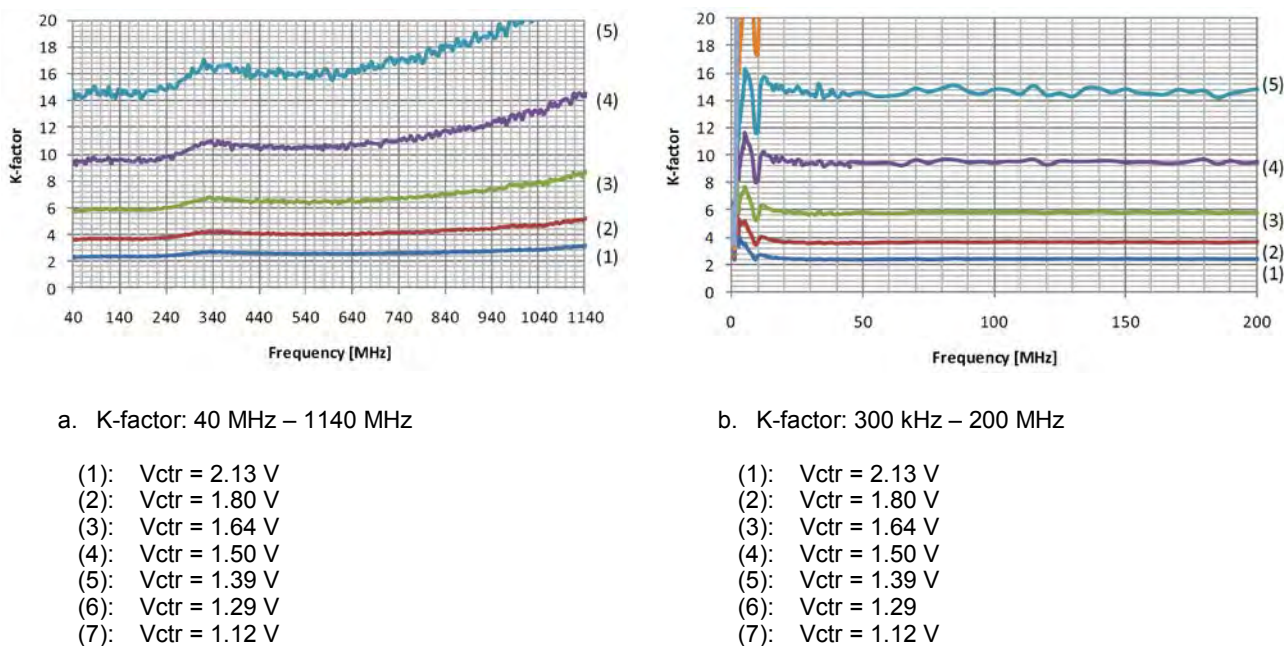 20
18
16
14
12
10
8
6
4
2
0
K-factor
(5)
(4)
(3)
(2)
(1)
40 140 240 340 440 540 640 740 840 940 1040 1140
Frequency [MHz]
20
18
16
14
12
10
8
6
4
2
0
K-factor
(5)
(4)
(3)
(2)
(1)
0 50 100 150 200
Frequency [MHz]
a. K-factor: 40 MHz – 1140 MHz
(1): Vctr = 2.13 V
(2): Vctr = 1.80 V
(3): Vctr = 1.64 V
(4): Vctr = 1.50 V
(5): Vctr = 1.39 V
(6): Vctr = 1.29 V
(7): Vctr = 1.12 V
b. K-factor: 300 kHz – 200 MHz
(1): Vctr = 2.13 V
(2): Vctr = 1.80 V
(3): Vctr = 1.64 V
(4): Vctr = 1.50 V
(5): Vctr = 1.39 V
(6): Vctr = 1.29
(7): Vctr = 1.12 V